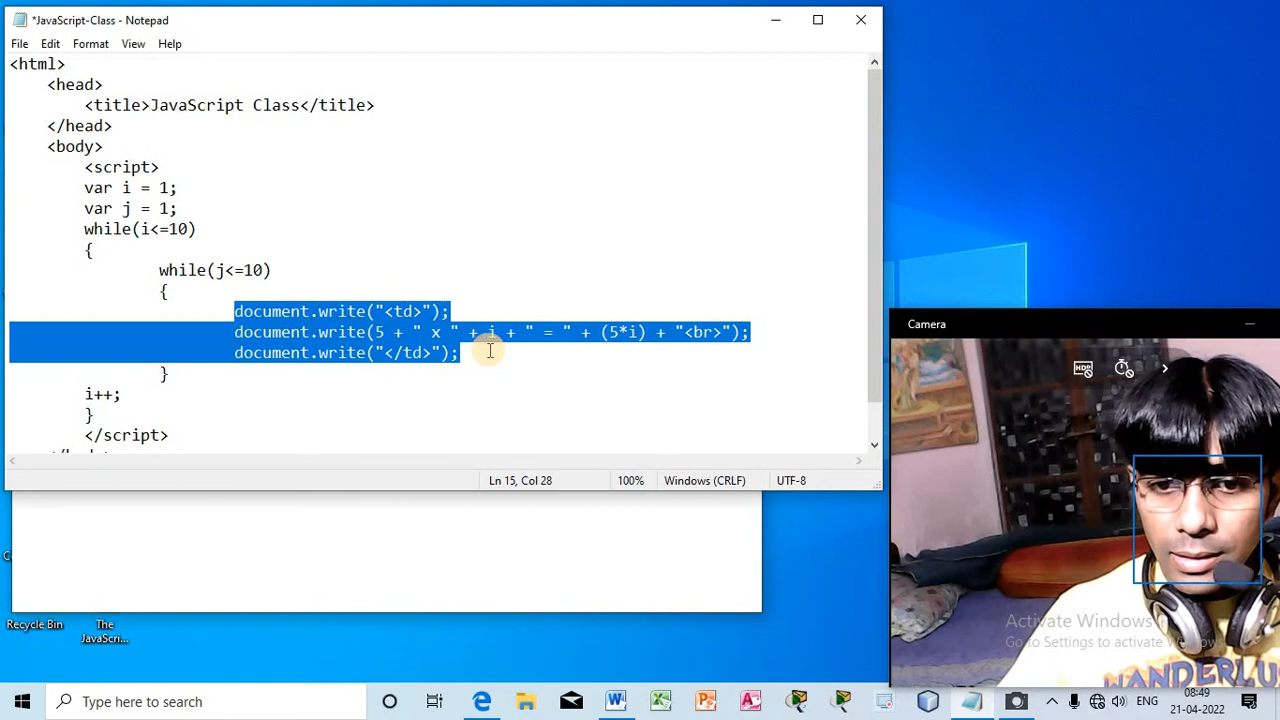 *JavaScript-Class - Notepad
File Edit Format View Help
<html>
<head>
<title>JavaScript Class</title>
</head>
<body>
<script>
var i = 1;
var j = 1;
while(i<=10)
{
while(j<=10)
{
document.write("<td>");
document.write(5 + " x " + i + " = " + (5*i) + "<br>");
document.write("</td>");
}
i++;
}
</script>
Ln 15, Col 28 100% Windows (CRLF) UTF-8
Camera
HDR
Activate Windows
Go to Settings to activate Windows.
WANDERLUS
Recycle Bin
The JavaScri...
Type here to search
ENG
08:49
21-04-2022